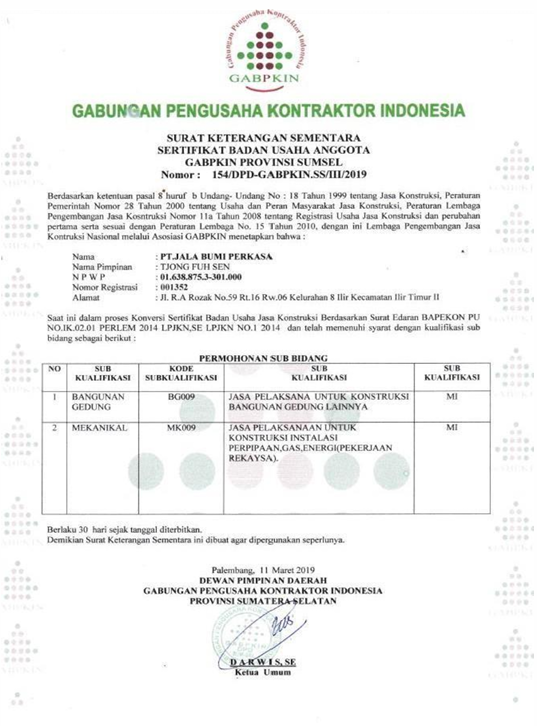 Gabungan Pengusaha Kontraktor Indonesia
GABPKIN
GABUNGAN PENGUSAHA KONTRAKTOR INDONESIA
SURAT KETERANGAN SEMENTARA
SERTIFIKAT BADAN USAHA ANGGOTA
GABPKIN PROVINSI SUMSEL
Nomor : 154/DPD-GABPKIN.SS/III/2019
Berdasarkan ketentuan pasal 8 huruf b Undang- Undang No : 18 Tahun 1999 tentang Jasa Konstruksi, Peraturan
Pemerintah Nomor 28 Tahun 2000 tentang Usaha dan Peran Masyarakat Jasa Konstruksi, Peraturan Lembaga
Pengembangan Jasa Kosntruksi Nomor 11a Tahun 2008 tentang Registrasi Usaha Jasa Konstruksi dan perubahan
pertama serta sesuai dengan Peraturan Lembaga No. 15 Tahun 2010, dengan ini Lembaga Pengembangan Jasa
Kontruksi Nasional melalui Asosiasi GABPKIN menetapkan bahwa :
Nama : PT.JALA BUMI PERKASA
Nama Pimpinan : TJONG FUH SEN
N P W P : 01.638.875.3-301.000
Nomor Registrasi : 001352
Alamat : Jl. R.A Rozak No.59 Rt.16 Rw.06 Kelurahan 8 Ilir Kecamatan Ilir Timur II
Saat ini dalam proses Konversi Sertifikat Badan Usaha Jasa Konstruksi Berdasarkan Surat Edaran BAPEKON PU
NO.IK.02.01 PERLEM 2014 LPJKN,SE LPJKN NO.1 2014 dan telah memenuhi syarat dengan kualifikasi sub
bidang sebagai berikut :
PERMOHONAN SUB BIDANG
NO SUB KODE SUB SUB
KUALIFIKASI SUBKUALIFIKASI KUALIFIKASI KUALIFIKASI
1 BANGUNAN BG009 JASA PELAKSANA UNTUK KONSTRUKSI MI
GEDUNG BANGUNAN GEDUNG LAINNYA
2 MEKANIKAL MK009 JASA PELAKSANAAN UNTUK MI
KONSTRUKSI INSTALASI
PERPIPAAN,GAS,ENERGI(PEKERJAAN
REKAYSA).
Berlaku 30 hari sejak tanggal diterbitkan.
Demikian Surat Keterangan Sementara ini dibuat agar dipergunakan seperlunya.
Palembang, 11 Maret 2019
DEWAN PIMPINAN DAERAH
GABUNGAN PENGUSAHA KONTRAKTOR INDONESIA
PROVINSI SUMATERA SELATAN
D A R W I S, SE
Ketua Umum